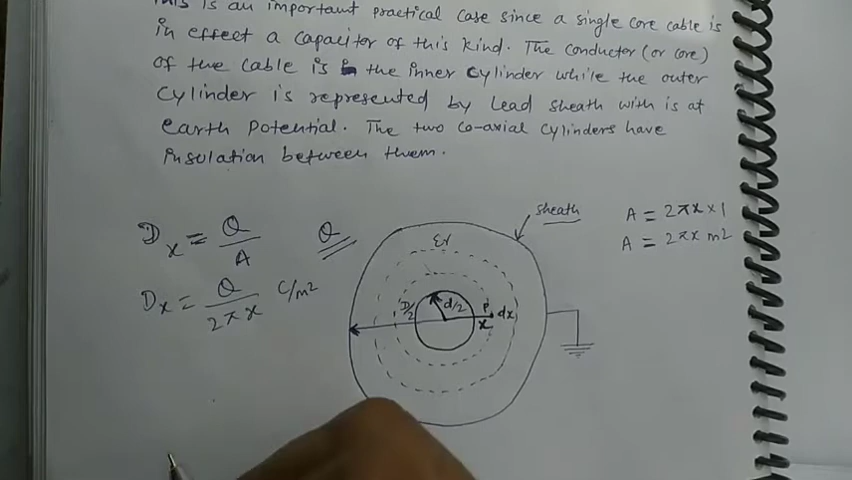 This is an important practical case since a single core cable is
in effect a capacitor of this kind. The conductor (or core)
of the cable is the inner cylinder while the outer
cylinder is represented by lead sheath with is at
earth potential. The two co-axial cylinders have
insulation between them.
sheath
A = 2πx × 1
A = 2πx m2
Dx = Q/A
Q
Dx = Q/2πx C/m²
εr
D/2
d/2
P
dx
x